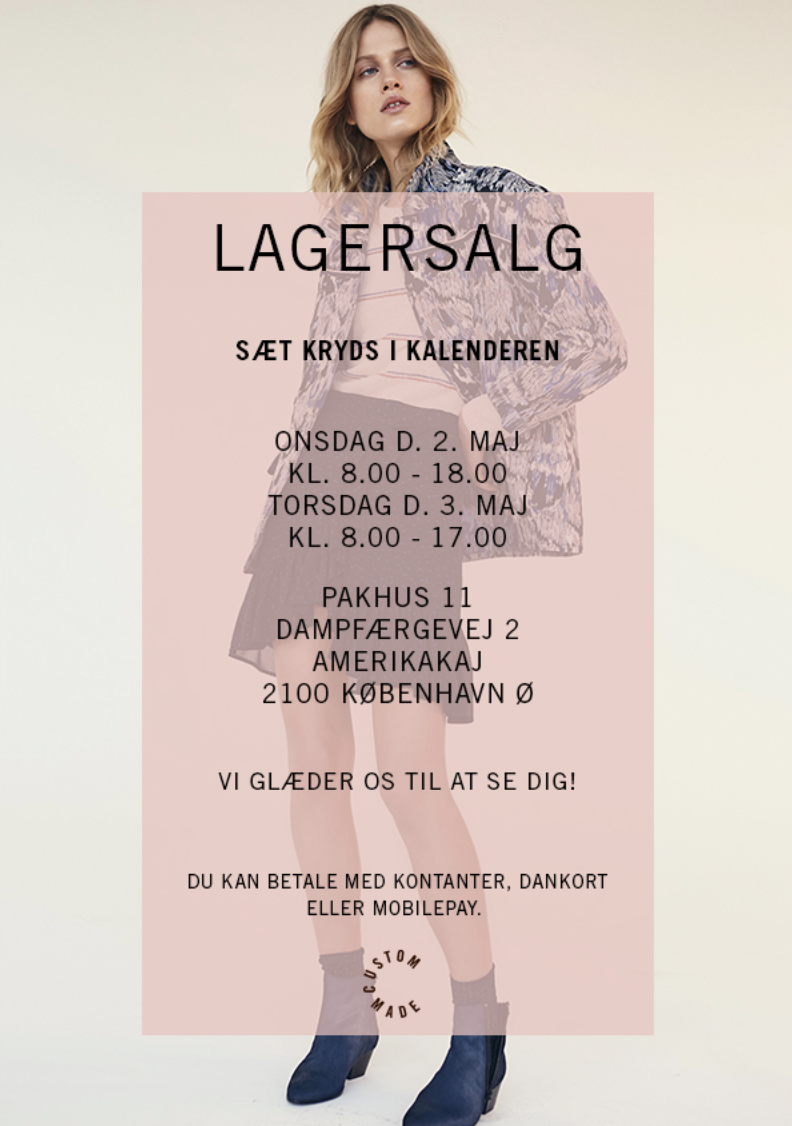 LAGERSALG
SÆT KRYDS I KALENDEREN
ONSDAG D. 2. MAJ
KL. 8.00 - 18.00
TORSDAG D. 3. MAJ
KL. 8.00 - 17.00
PAKHUS 11
DAMPFÆRGEVEJ 2
AMERIKAKAJ
2100 KØBENHAVN Ø
VI GLÆDER OS TIL AT SE DIG!
DU KAN BETALE MED KONTANTER, DANKORT
ELLER MOBILEPAY.
CUSTOM
MADE